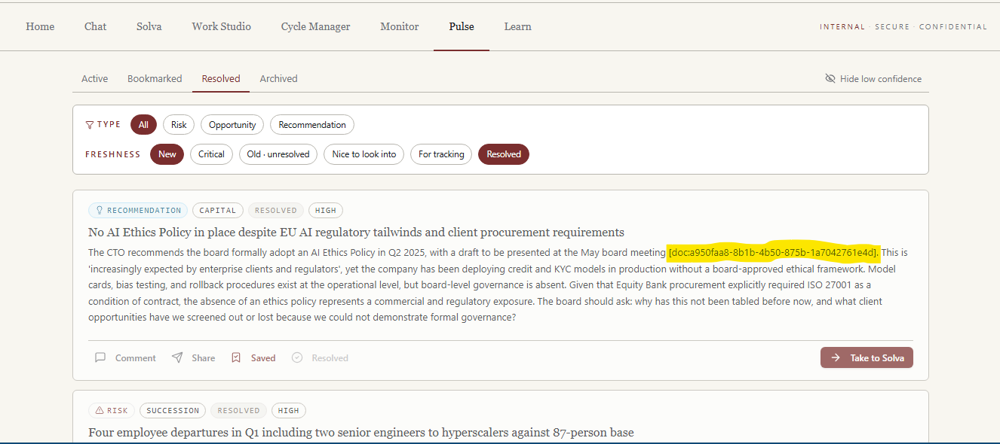 Home Chat Solva Work Studio Cycle Manager Monitor Pulse Learn INTERNAL · SECURE · CONFIDENTIAL
Active Bookmarked Resolved Archived Hide low confidence
TYPE All Risk Opportunity Recommendation
FRESHNESS New Critical Old · unresolved Nice to look into For tracking Resolved
RECOMMENDATION CAPITAL RESOLVED HIGH
No AI Ethics Policy in place despite EU AI regulatory tailwinds and client procurement requirements
The CTO recommends the board formally adopt an AI Ethics Policy in Q2 2025, with a draft to be presented at the May board meeting [doc:a950faa8-8b1b-4b50-875b-1a7042761e4d]. This is
'increasingly expected by enterprise clients and regulators', yet the company has been deploying credit and KYC models in production without a board-approved ethical framework. Model
cards, bias testing, and rollback procedures exist at the operational level, but board-level governance is absent. Given that Equity Bank procurement explicitly required ISO 27001 as a
condition of contract, the absence of an ethics policy represents a commercial and regulatory exposure. The board should ask: why has this not been tabled before now, and what client
opportunities have we screened out or lost because we could not demonstrate formal governance?
Comment Share Saved Resolved Take to Solva
RISK SUCCESSION RESOLVED HIGH
Four employee departures in Q1 including two senior engineers to hyperscalers against 87-person base